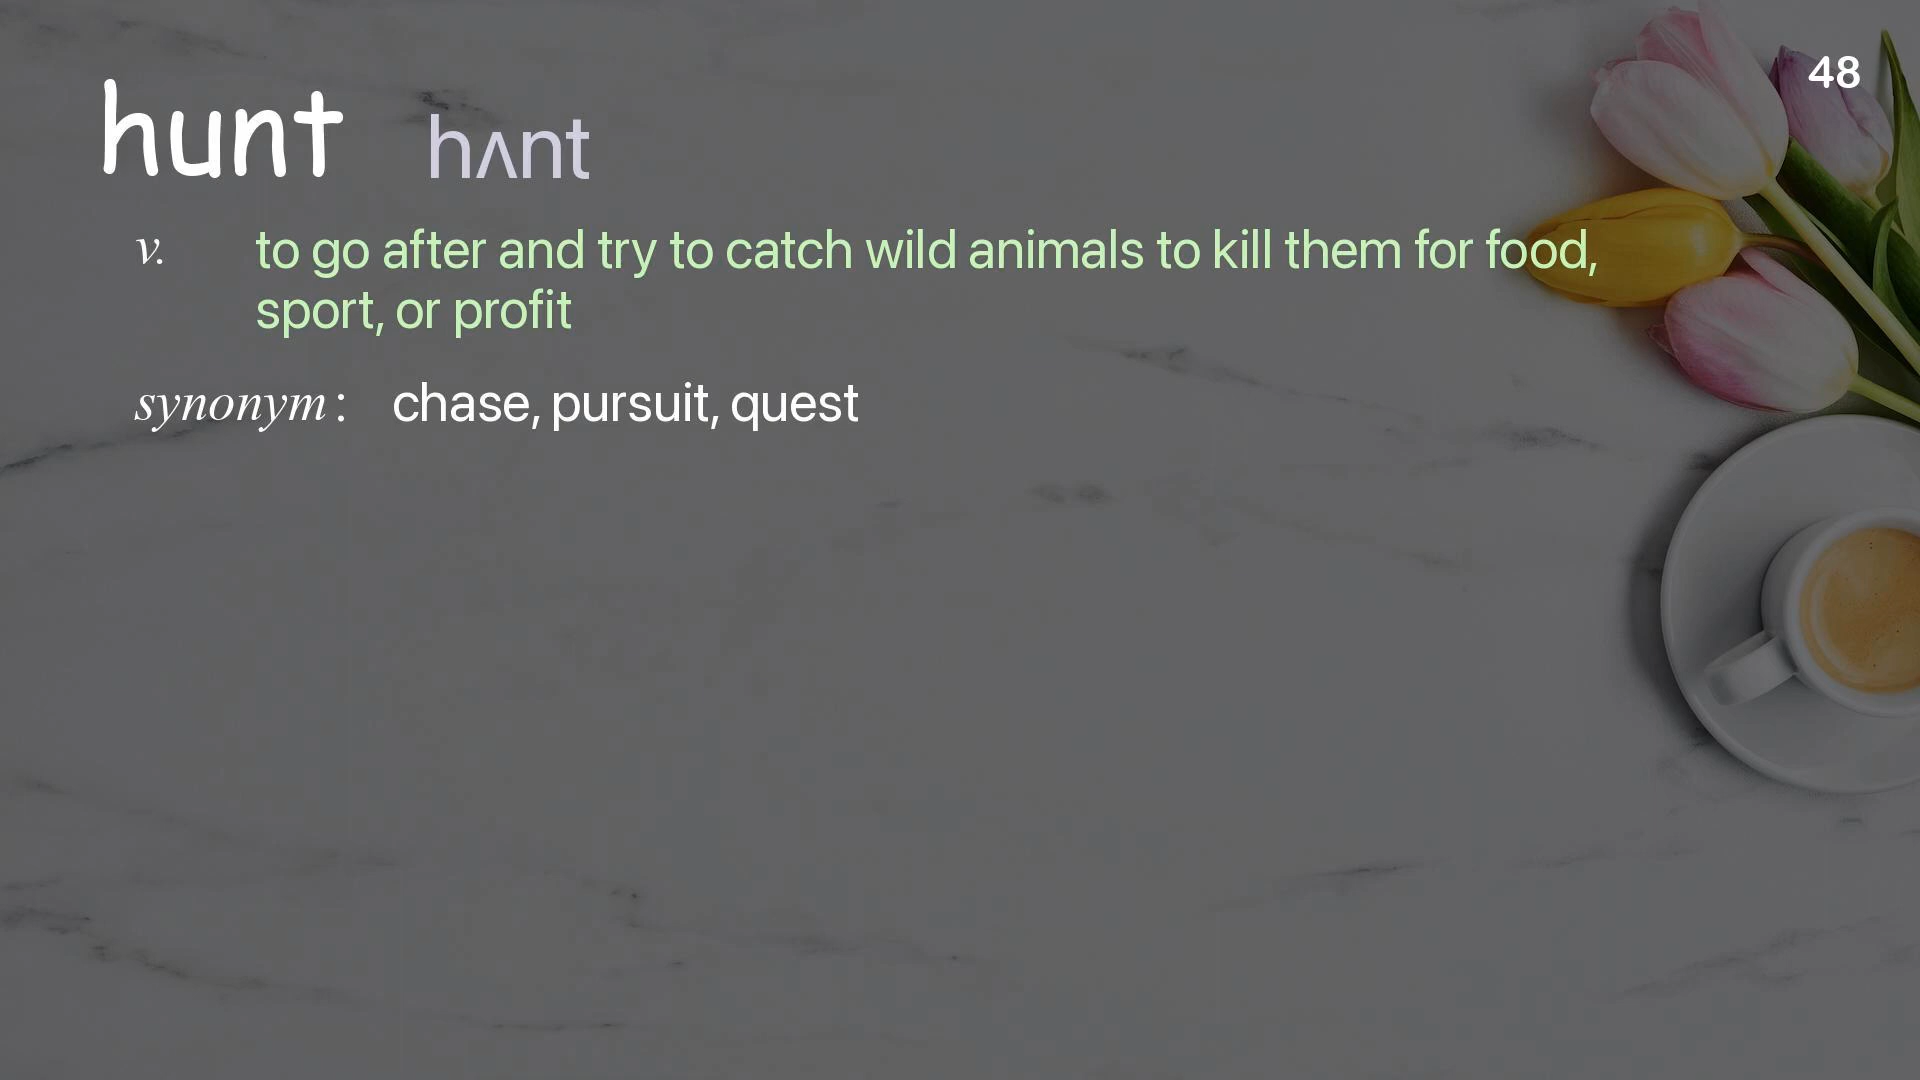 48
hunt hʌnt
v. to go after and try to catch wild animals to kill them for food,
sport, or profit
synonym: chase, pursuit, quest